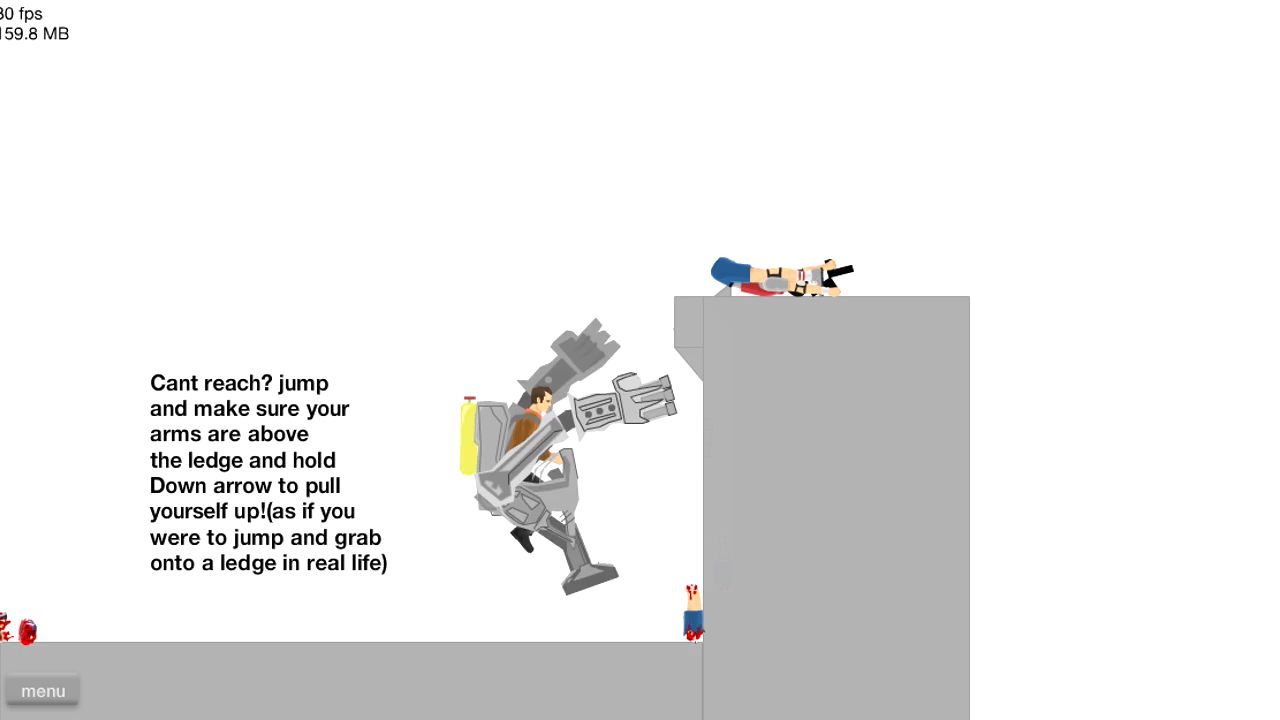 30 fps
159.8 MB
Cant reach? jump
and make sure your
arms are above
the ledge and hold
Down arrow to pull
yourself up!(as if you
were to jump and grab
onto a ledge in real life)
menu